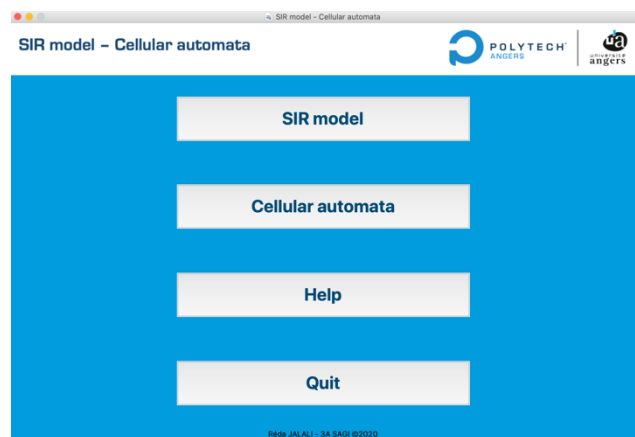 SIR model - Cellular automata
SIR model – Cellular automata
POLYTECH
ANGERS
ua
université
angers
SIR model
Cellular automata
Help
Quit
Réda JALALI – 3A SAGI ©2020